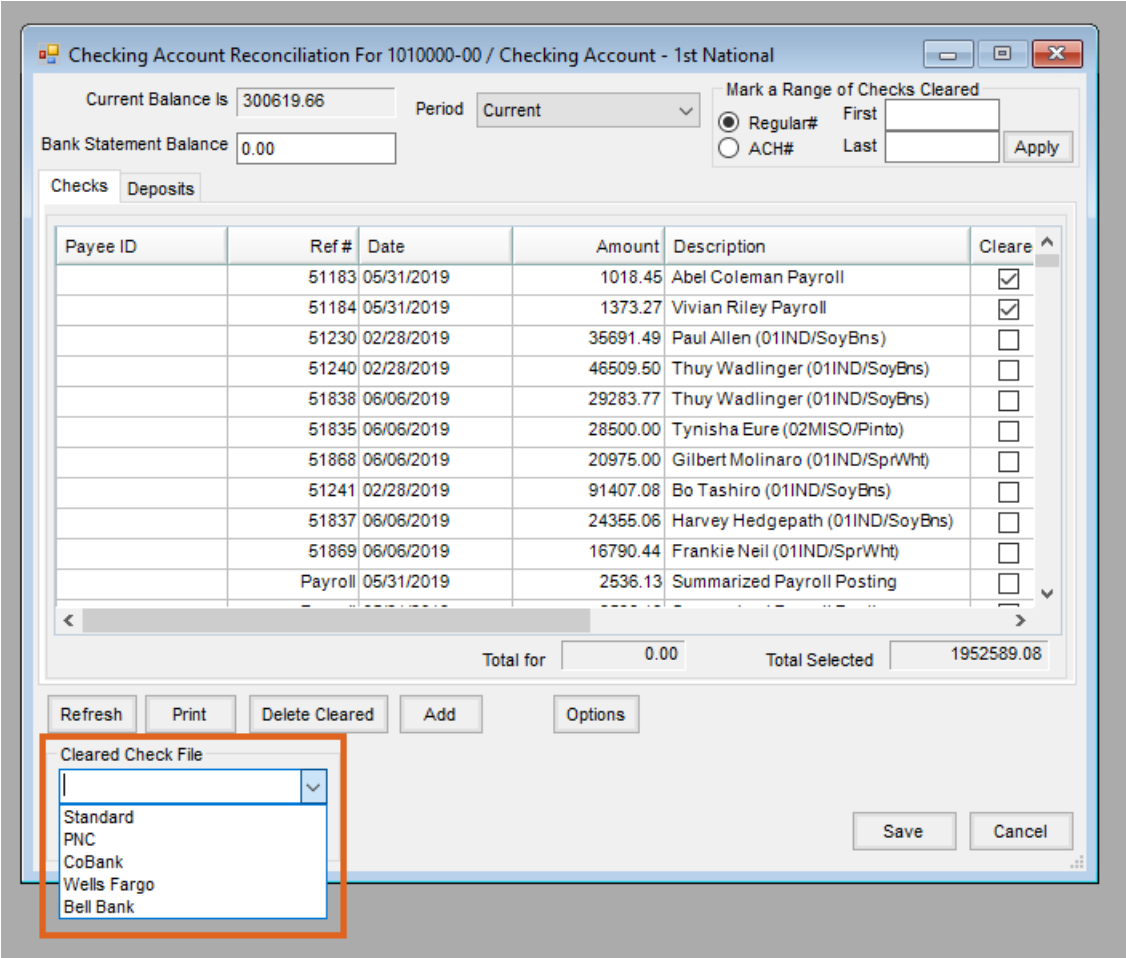 Checking Account Reconciliation For 1010000-00 / Checking Account - 1st National
Current Balance Is 300619.66
Period Current
Mark a Range of Checks Cleared
Regular# First
ACH# Last Apply
Bank Statement Balance 0.00
Checks Deposits
Payee ID Ref # Date Amount Description Cleare
51183 05/31/2019 1018.45 Abel Coleman Payroll
51184 05/31/2019 1373.27 Vivian Riley Payroll
51230 02/28/2019 35691.49 Paul Allen (01IND/SoyBns)
51240 02/28/2019 46509.50 Thuy Wadlinger (01IND/SoyBns)
51838 06/06/2019 29283.77 Thuy Wadlinger (01IND/SoyBns)
51835 06/06/2019 28500.00 Tynisha Eure (02MISO/Pinto)
51868 06/06/2019 20975.00 Gilbert Molinaro (01IND/SprWht)
51241 02/28/2019 91407.08 Bo Tashiro (01IND/SoyBns)
51837 06/06/2019 24355.06 Harvey Hedgepath (01IND/SoyBns)
51869 06/06/2019 16790.44 Frankie Neil (01IND/SprWht)
Payroll 05/31/2019 2536.13 Summarized Payroll Posting
Total for 0.00 Total Selected 1952589.08
Refresh Print Delete Cleared Add Options
Cleared Check File
Standard
PNC
CoBank
Wells Fargo
Bell Bank
Save Cancel